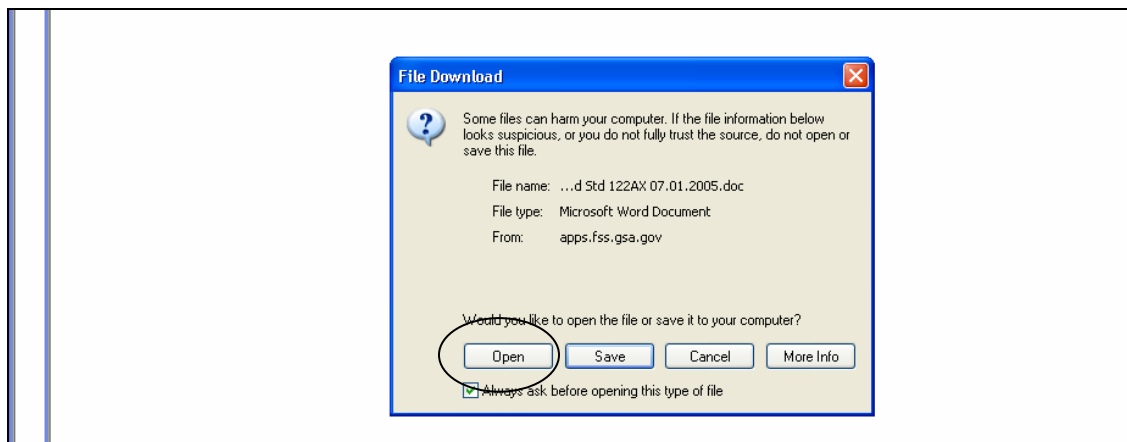 File Download
Some files can harm your computer. If the file information below
looks suspicious, or you do not fully trust the source, do not open or
save this file.
File name: ...d Std 122AX 07.01.2005.doc
File type: Microsoft Word Document
From: apps.fss.gsa.gov
Would you like to open the file or save it to your computer?
Open Save Cancel More Info
Always ask before opening this type of file